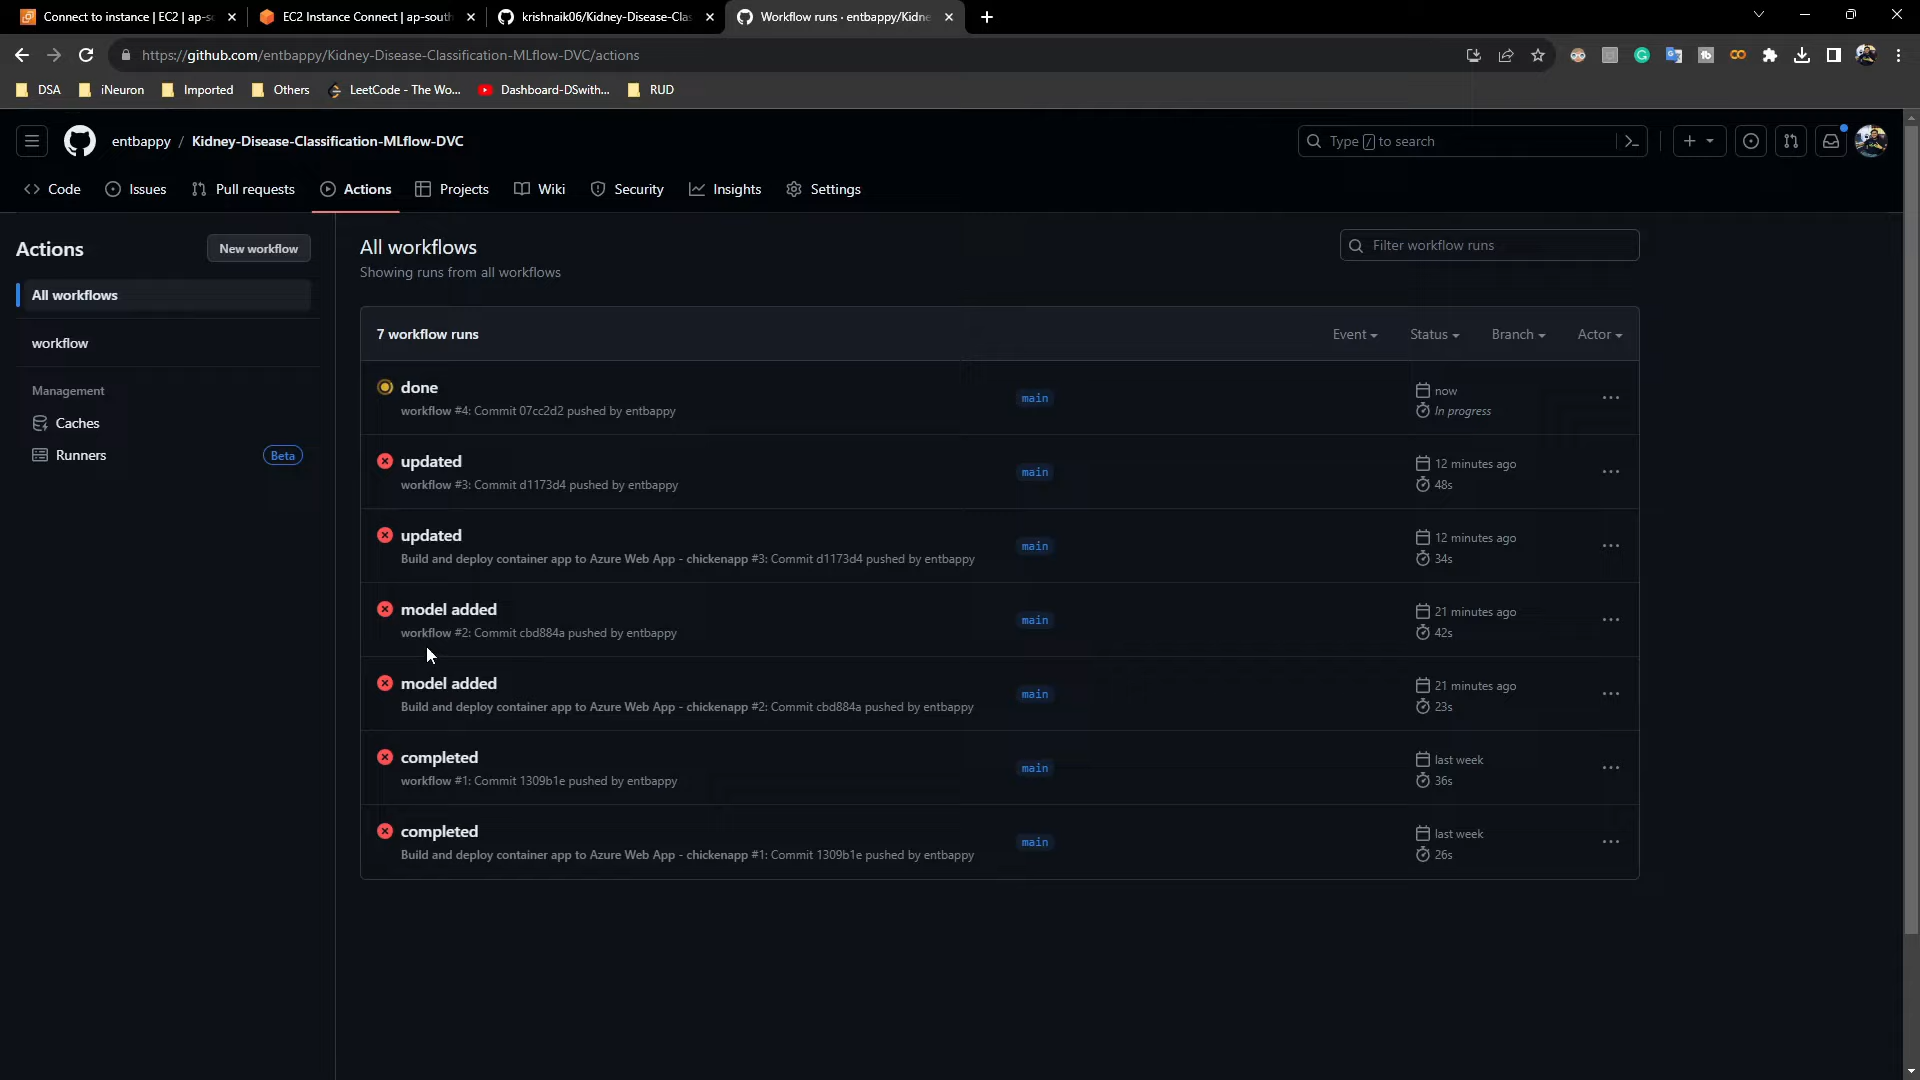 Connect to instance | EC2 | ap-s
EC2 Instance Connect | ap-south
krishnaik06/Kidney-Disease-Clas
Workflow runs · entbappy/Kidne
https://github.com/entbappy/Kidney-Disease-Classification-MLflow-DVC/actions
DSA
iNeuron
Imported
Others
LeetCode - The Wo...
Dashboard-DSwith...
RUD
entbappy / Kidney-Disease-Classification-MLflow-DVC
Type / to search
Code
Issues
Pull requests
Actions
Projects
Wiki
Security
Insights
Settings
Actions
New workflow
All workflows
workflow
Management
Caches
Runners
Beta
All workflows
Showing runs from all workflows
Filter workflow runs
7 workflow runs
Event
Status
Branch
Actor
done
workflow #4: Commit 07cc2d2 pushed by entbappy
main
now
In progress
updated
workflow #3: Commit d1173d4 pushed by entbappy
main
12 minutes ago
48s
updated
Build and deploy container app to Azure Web App - chickenapp #3: Commit d1173d4 pushed by entbappy
main
12 minutes ago
34s
model added
workflow #2: Commit cbd884a pushed by entbappy
main
21 minutes ago
42s
model added
Build and deploy container app to Azure Web App - chickenapp #2: Commit cbd884a pushed by entbappy
main
21 minutes ago
23s
completed
workflow #1: Commit 1309b1e pushed by entbappy
main
last week
36s
completed
Build and deploy container app to Azure Web App - chickenapp #1: Commit 1309b1e pushed by entbappy
main
last week
26s